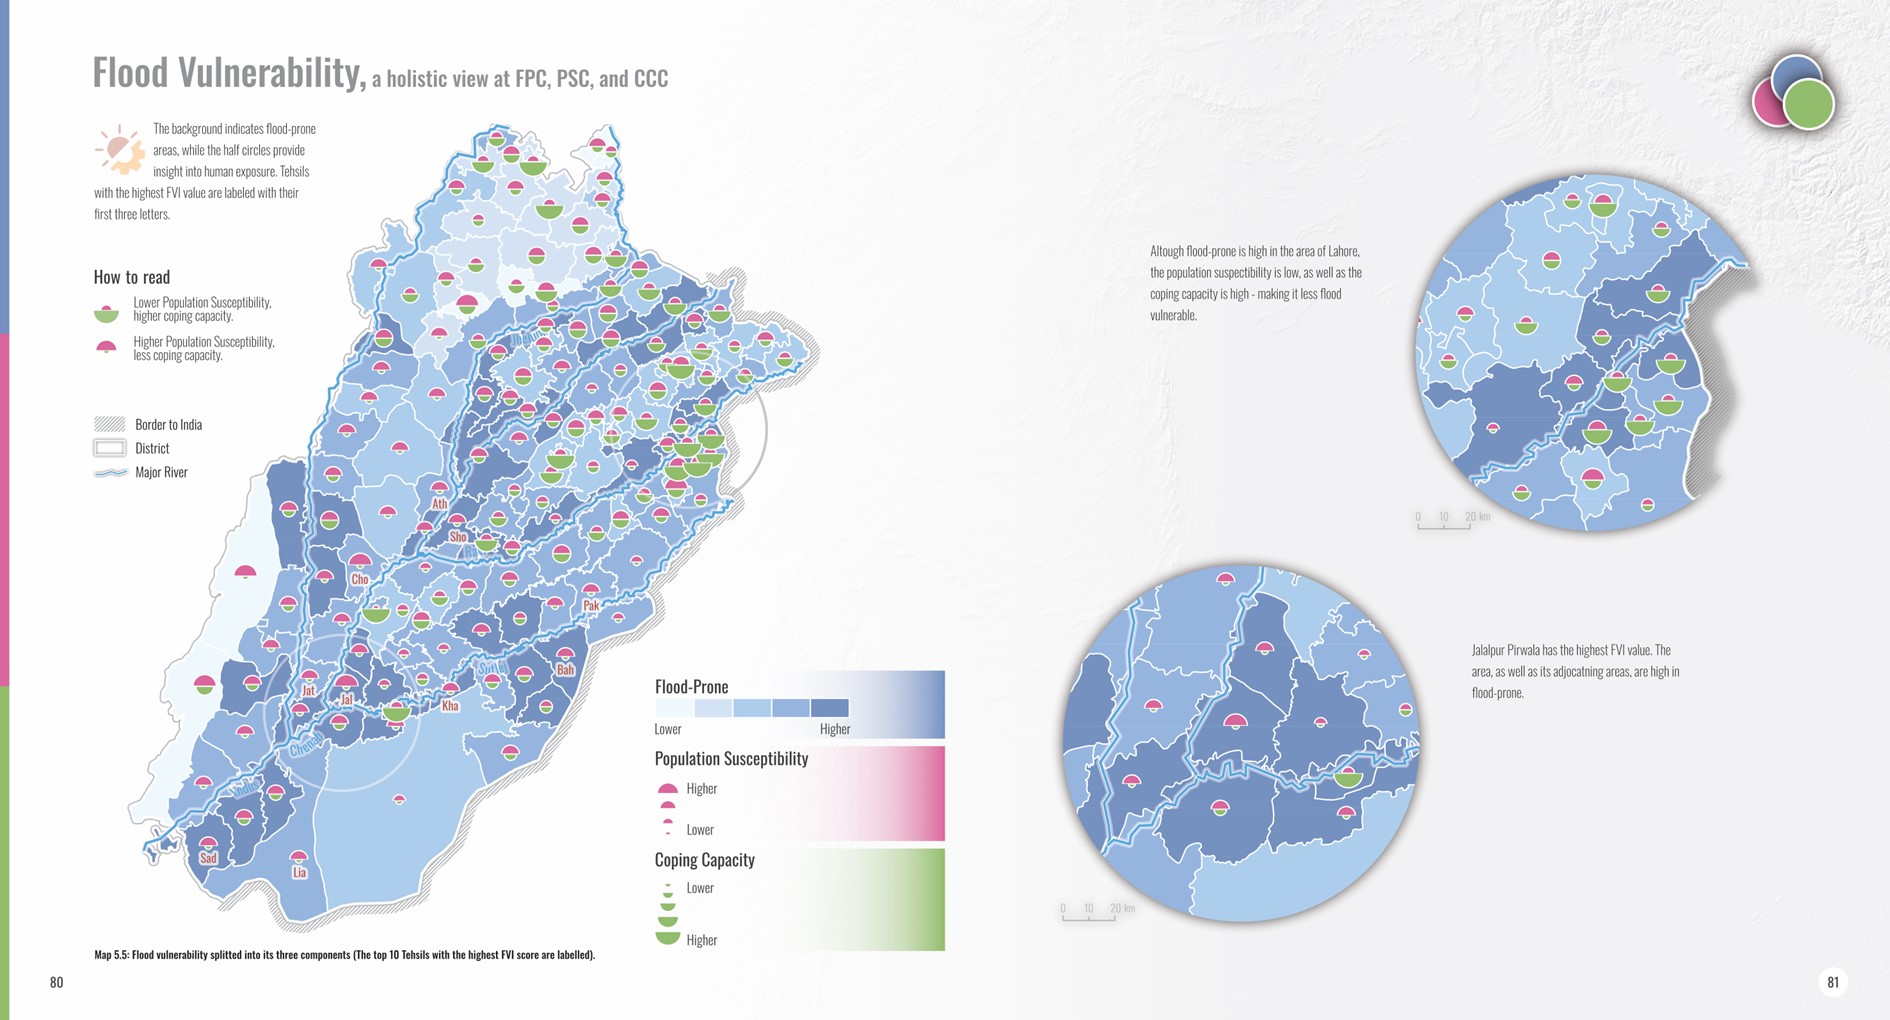 Flood Vulnerability, a holistic view at FPC, PSC, and CCC
The background indicates flood-prone
areas, while the half circles provide
insight into human exposure. Tehsils
with the highest FVI value are labeled with their
first three letters.
How to read
Lower Population Susceptibility,
higher coping capacity.
Higher Population Susceptibility,
less coping capacity.
Border to India
District
Major River
Jhelum
Ath
Sho
Cho
Pak
Sutlej
Bah
Jat
Jal
Kha
Chenab
Indus
Sad
Lia
Flood-Prone
Lower
Higher
Population Susceptibility
Higher
Lower
Coping Capacity
Lower
Higher
Map 5.5: Flood vulnerability splitted into its three components (The top 10 Tehsils with the highest FVI score are labelled).
80
Altough flood-prone is high in the area of Lahore,
the population suspectibility is low, as well as the
coping capacity is high - making it less flood
vulnerable.
0 10 20 km
Jalalpur Pirwala has the highest FVI value. The
area, as well as its adjocatning areas, are high in
flood-prone.
0 10 20 km
81